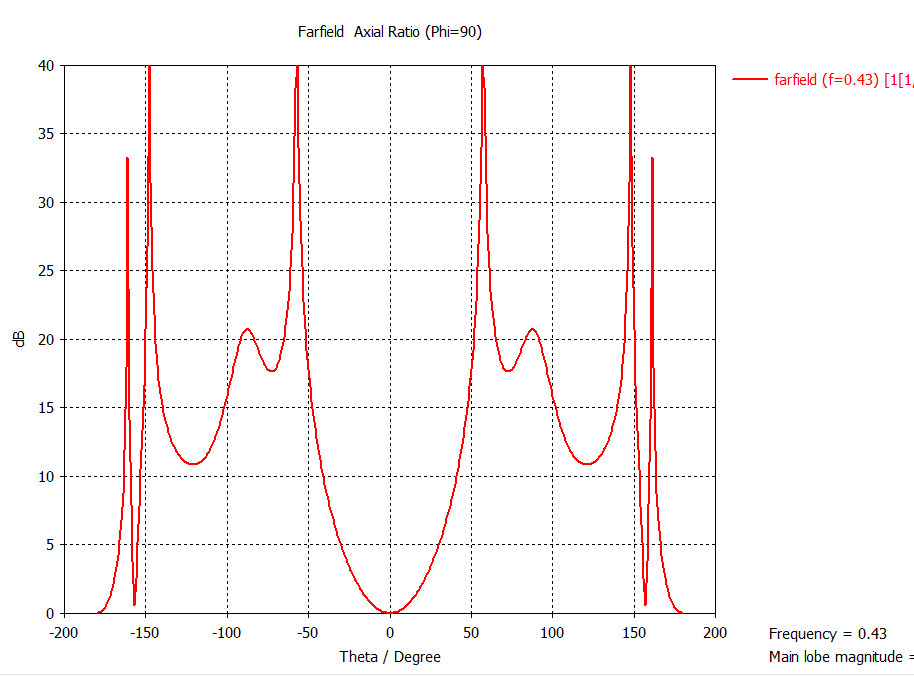 Farfield Axial Ratio (Phi=90)
40
35
30
25
20
15
10
5
0
dB
-200 -150 -100 -50 0 50 100 150 200
Theta / Degree
farfield (f=0.43) [1[1,
Frequency = 0.43
Main lobe magnitude =